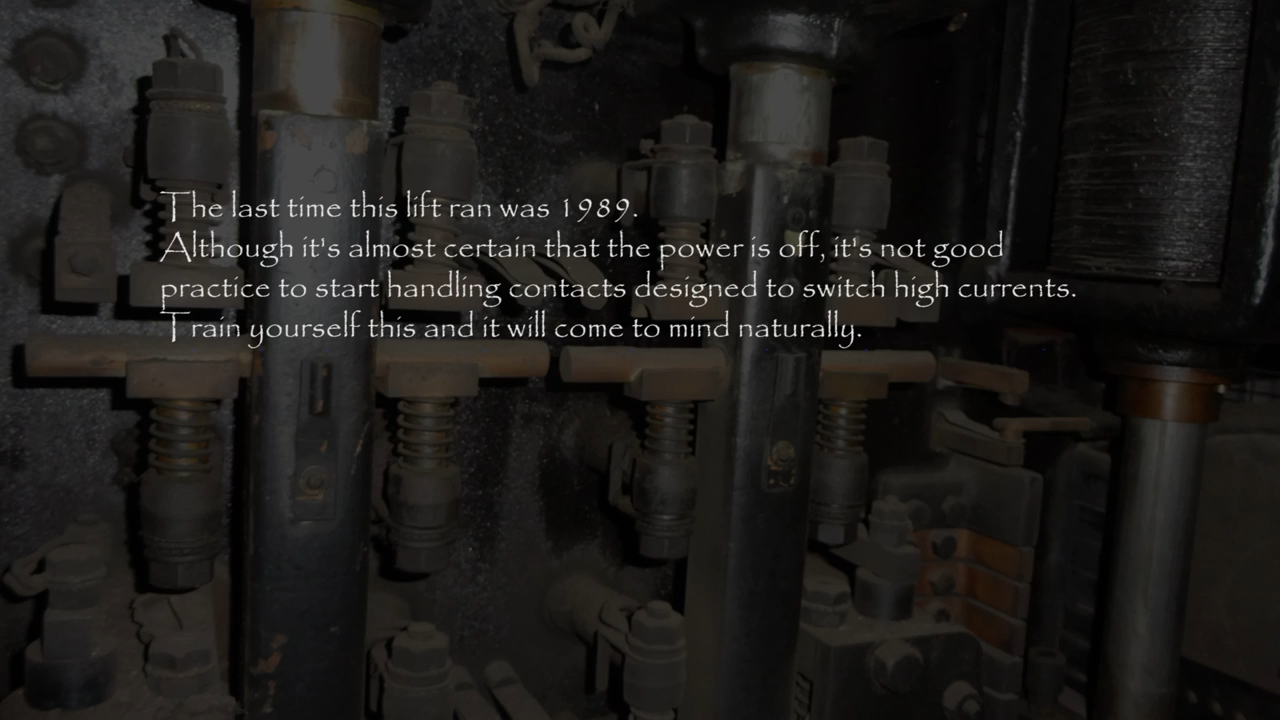 The last time this lift ran was 1989.
Although it's almost certain that the power is off, it's not good
practice to start handling contacts designed to switch high currents.
Train yourself this and it will come to mind naturally.